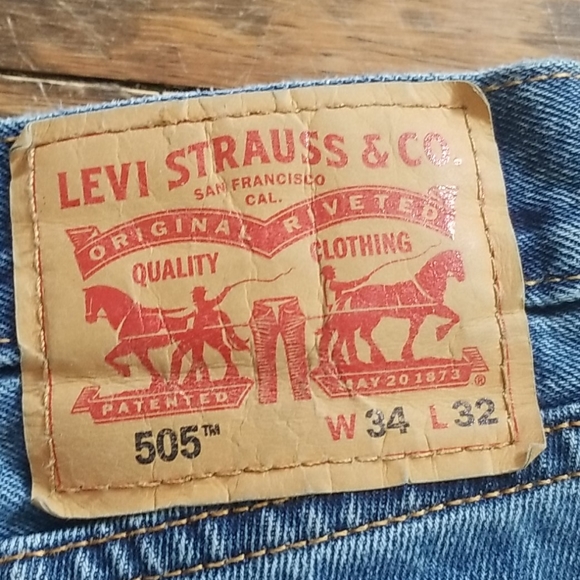 LEVI STRAUSS & CO.
SAN FRANCISCO
CAL.
ORIGINAL RIVETED
QUALITY CLOTHING
PATENTED MAY 20 1873 ®
505™ W 34 L 32